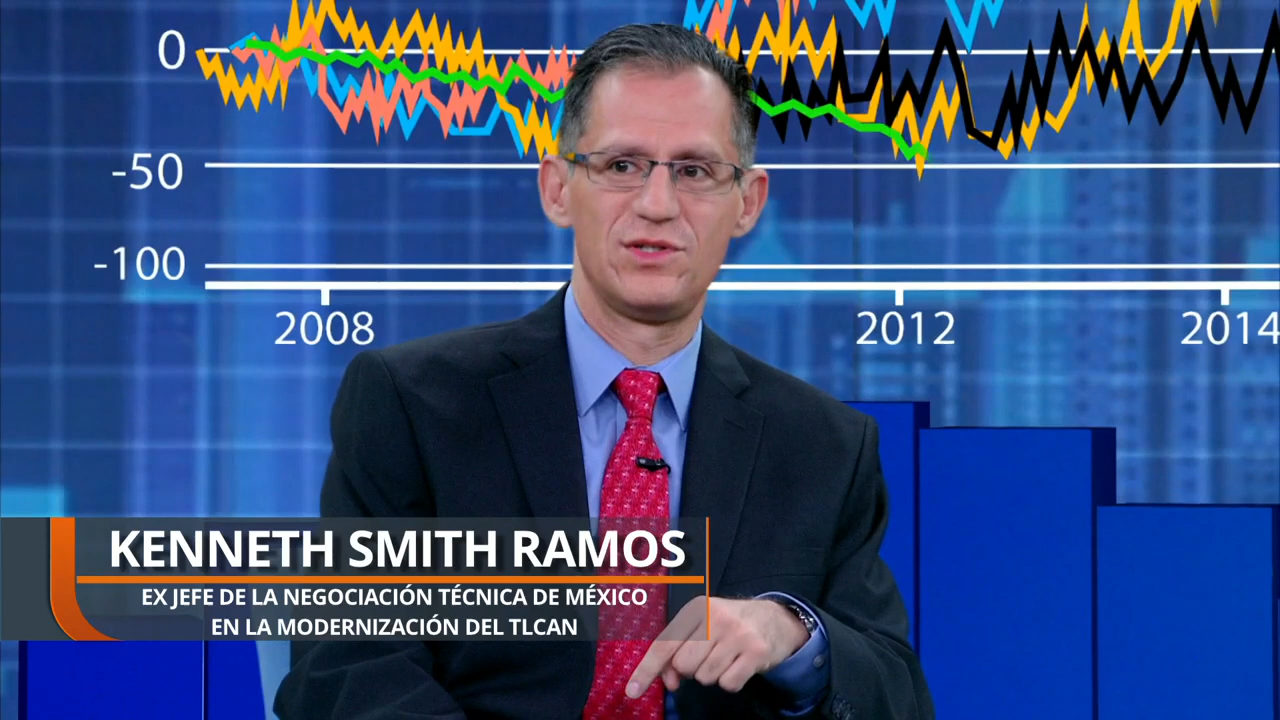 0
-50
-100
2008
2012
2014
KENNETH SMITH RAMOS
EX JEFE DE LA NEGOCIACIÓN TÉCNICA DE MÉXICO
EN LA MODERNIZACIÓN DEL TLCAN